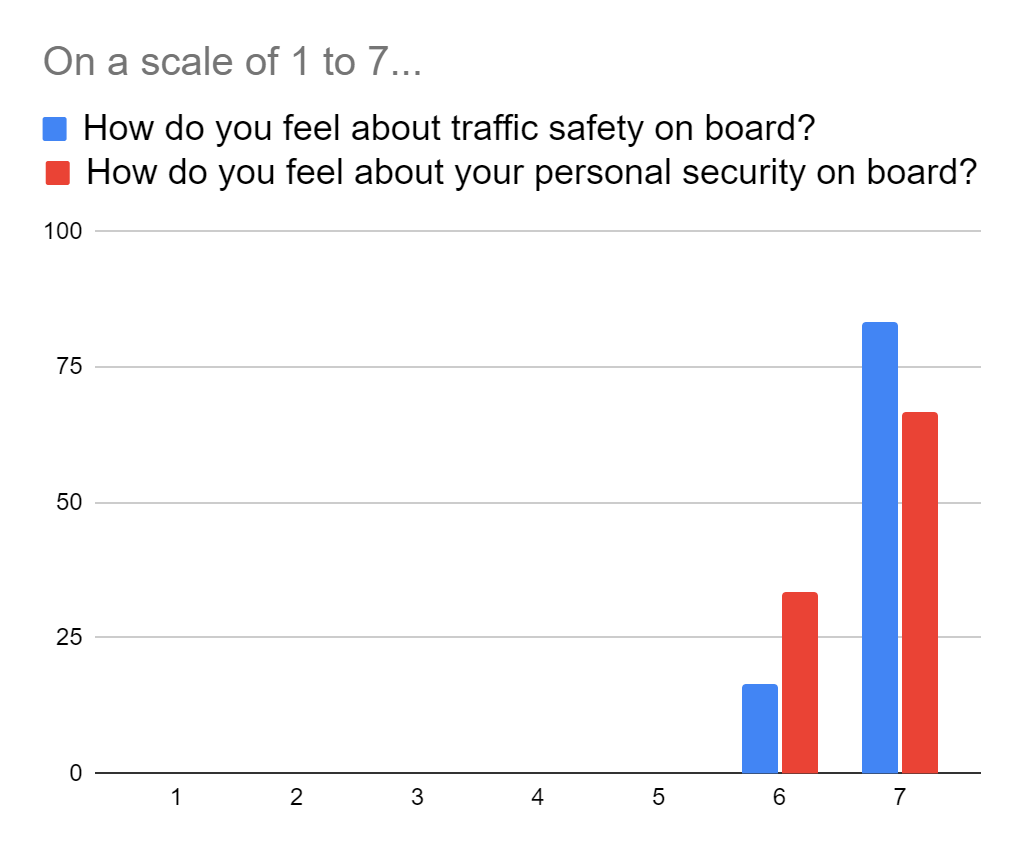 On a scale of 1 to 7...
How do you feel about traffic safety on board?
How do you feel about your personal security on board?
100
75
50
25
0
1 2 3 4 5 6 7